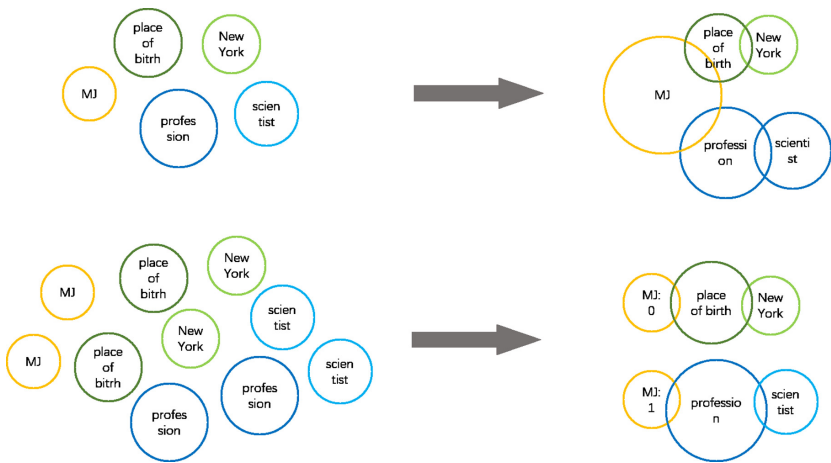 place
of
bitrh
New
York
MJ
profes
sion
scien
tist
place
of
birth
New
York
MJ
professi
on
scienti
st
MJ
place
of
bitrh
New
York
scien
tist
MJ
place
of
bitrh
New
York
profes
sion
profes
sion
scien
tist
MJ:
0
place
of birth
New
York
MJ:
1
professio
n
scien
tist